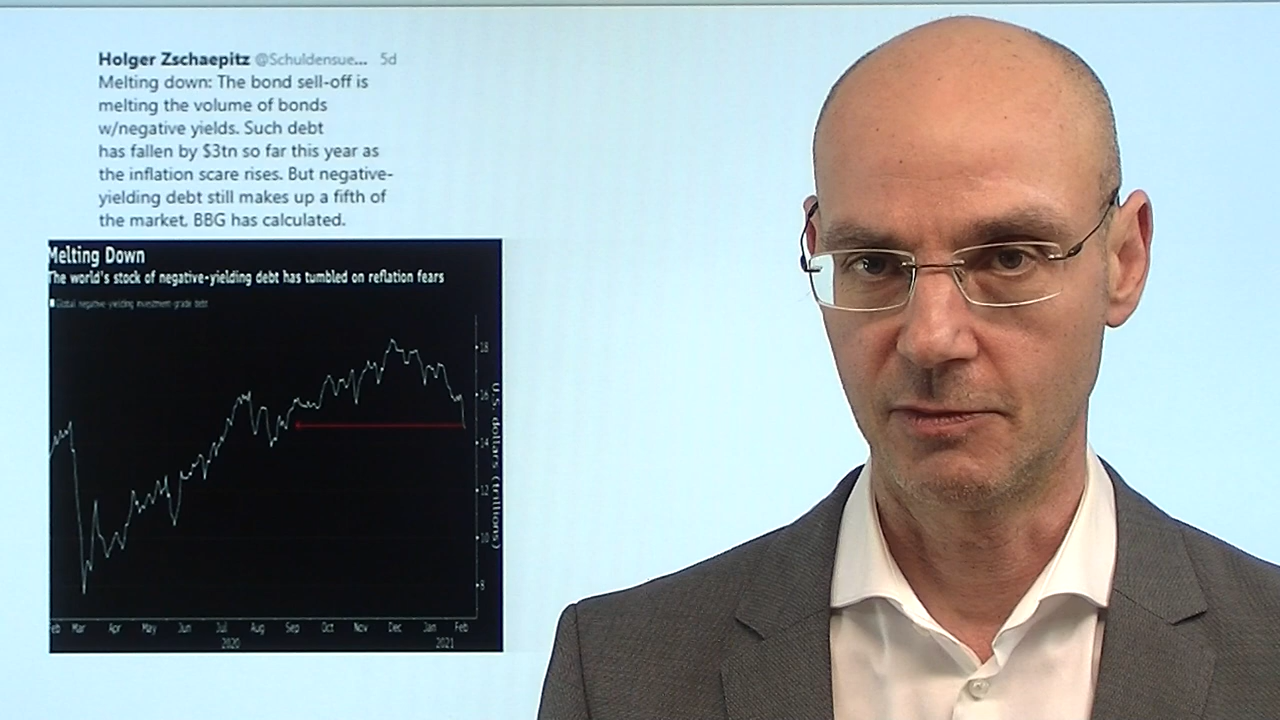 Holger Zschaepitz @Schuldensue... 5d
Melting down: The bond sell-off is
melting the volume of bonds
w/negative yields. Such debt
has fallen by $3tn so far this year as
the inflation scare rises. But negative-
yielding debt still makes up a fifth of
the market, BBG has calculated.
Melting Down
The world's stock of negative-yielding debt has tumbled on reflation fears
Global negative-yielding investment-grade debt
18
16
14
12
10
8
U.S. dollars (trillions)
eb Mar Apr May Jun Jul Aug Sep Oct Nov Dec Jan Feb
2020 2021